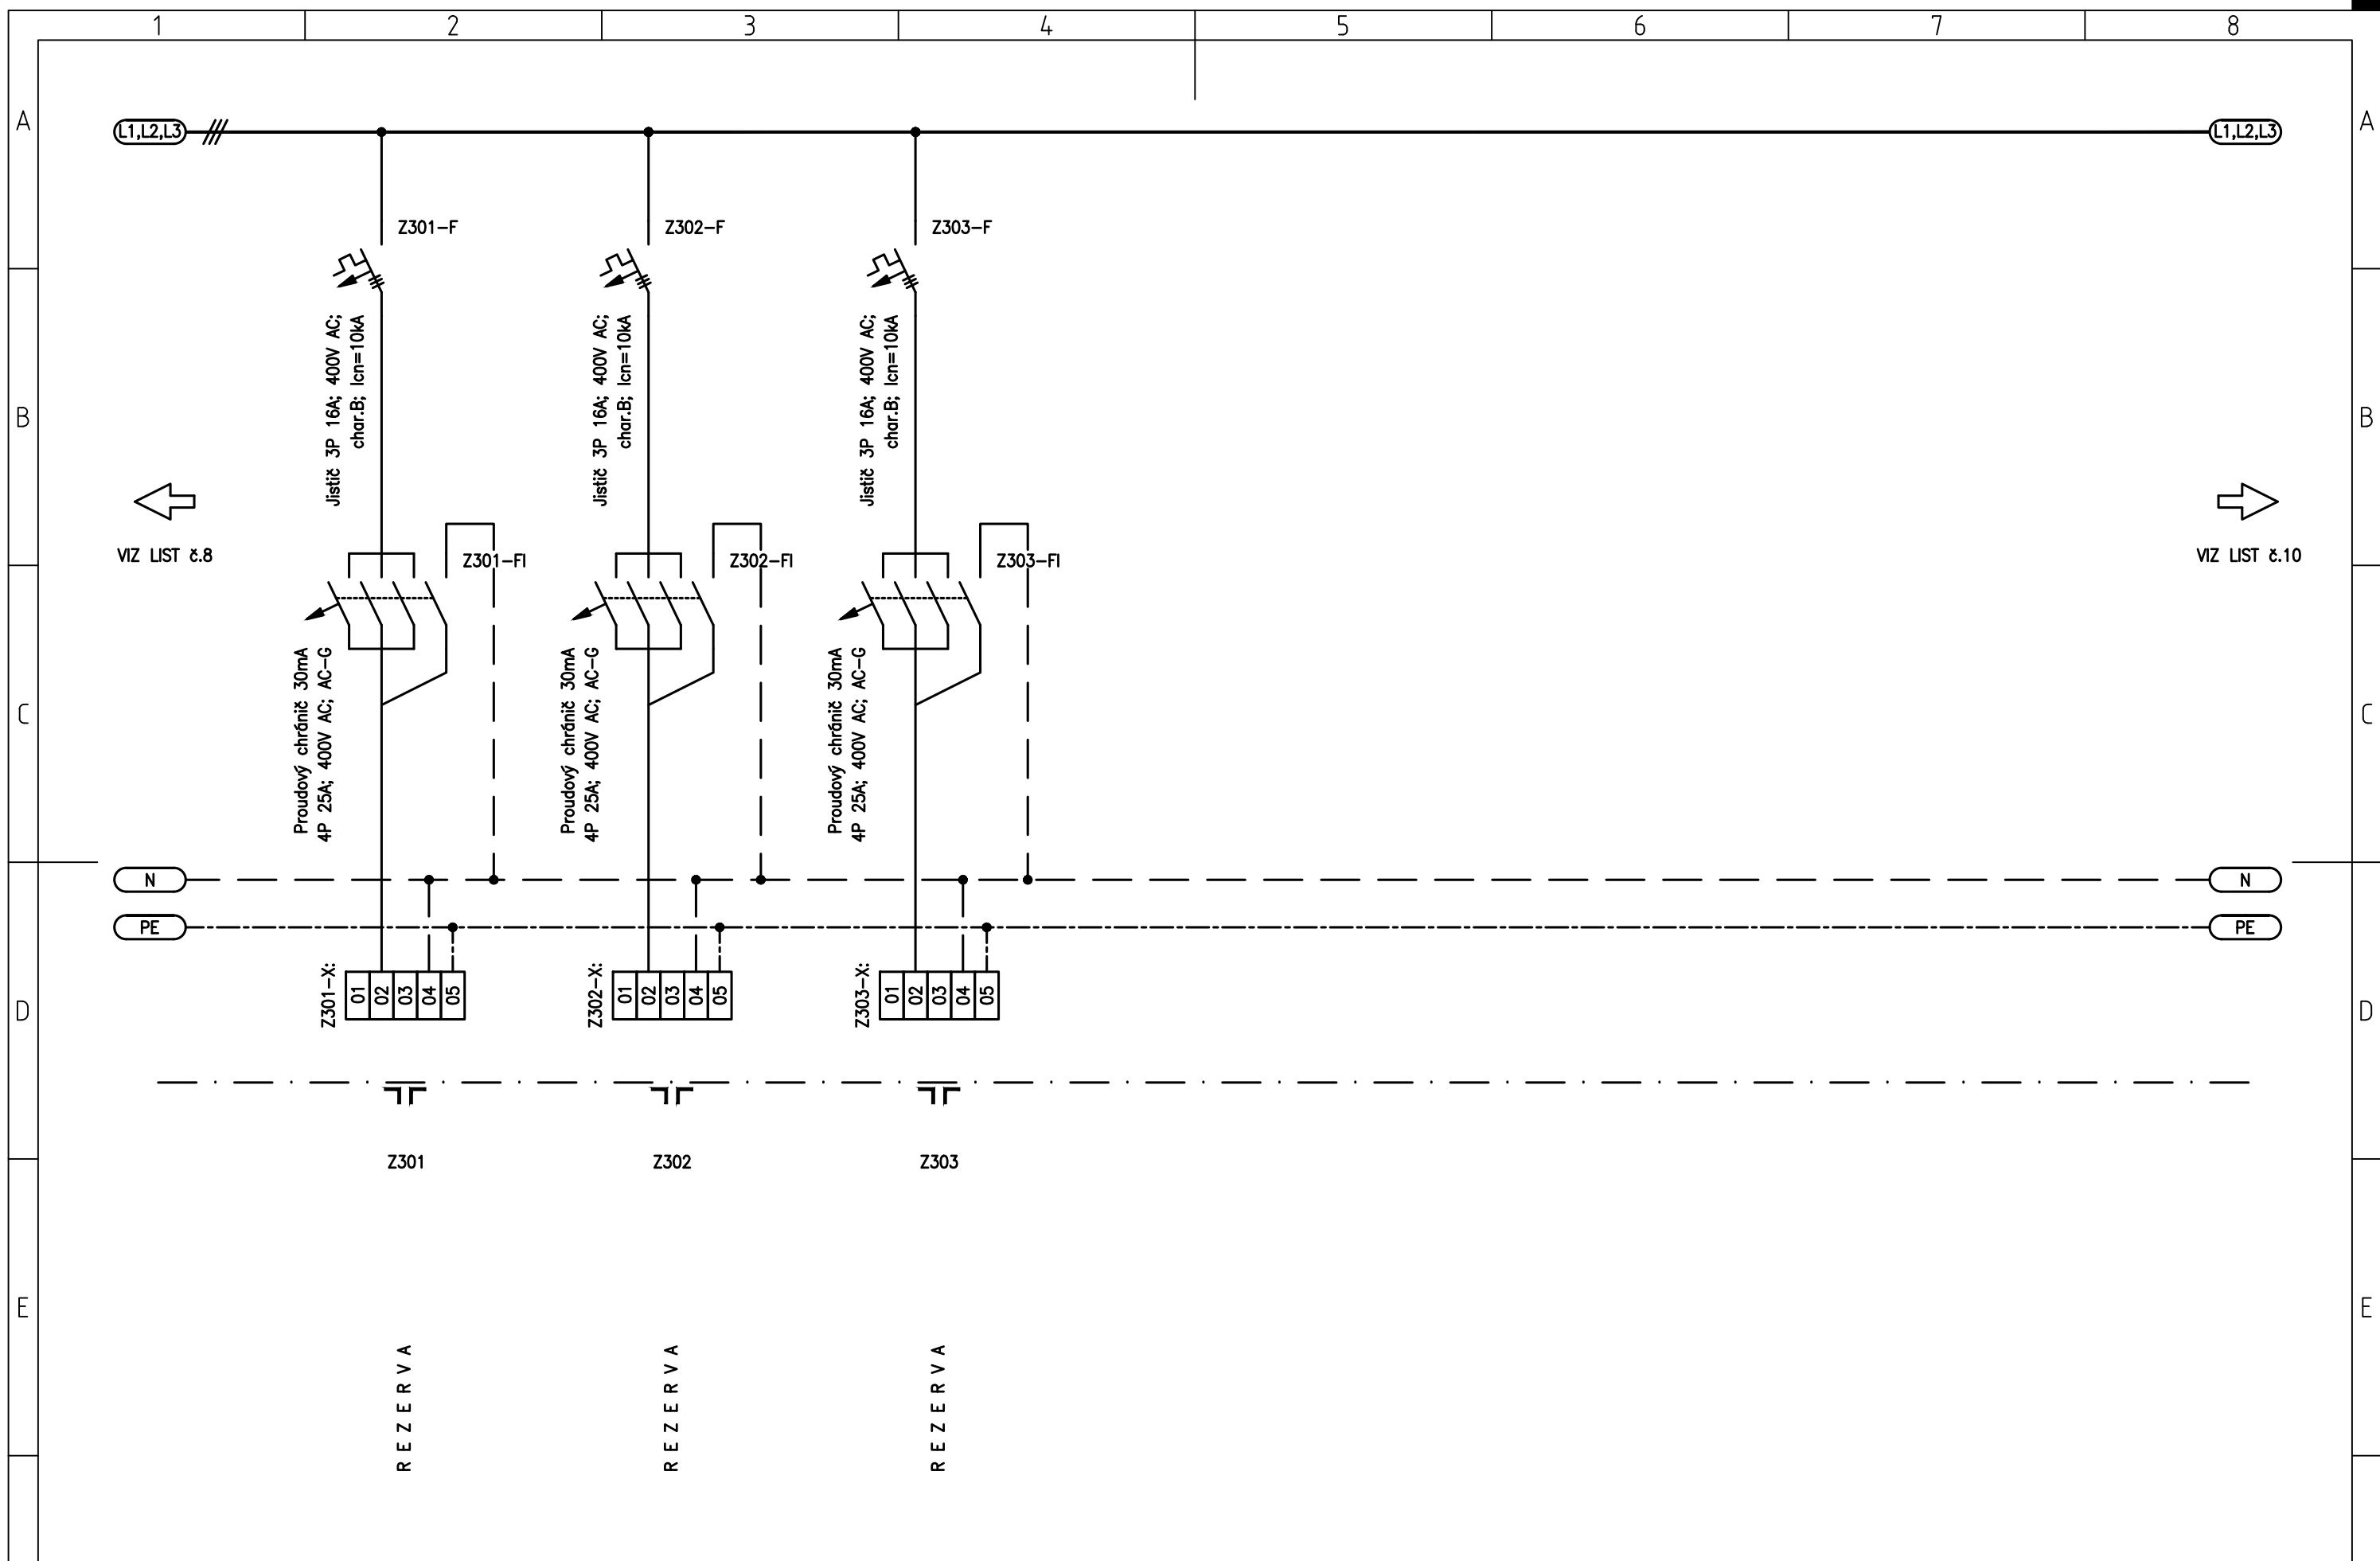 1 2 3 4 5 6 7 8
A A
L1,L2,L3 L1,L2,L3
Z301-F Z302-F Z303-F
Jistič 3P 16A; 400V AC;
char.B; Icn=10kA
Jistič 3P 16A; 400V AC;
char.B; Icn=10kA
Jistič 3P 16A; 400V AC;
char.B; Icn=10kA
B B
VIZ LIST č.8 VIZ LIST č.10
Z301-FI Z302-FI Z303-FI
Proudový chránič 30mA
4P 25A; 400V AC; AC-G
Proudový chránič 30mA
4P 25A; 400V AC; AC-G
Proudový chránič 30mA
4P 25A; 400V AC; AC-G
C C
N N
PE PE
Z301-X: 01 02 03 04 05
Z302-X: 01 02 03 04 05
Z303-X: 01 02 03 04 05
D D
Z301 Z302 Z303
E E
R E Z E R V A
R E Z E R V A
R E Z E R V A